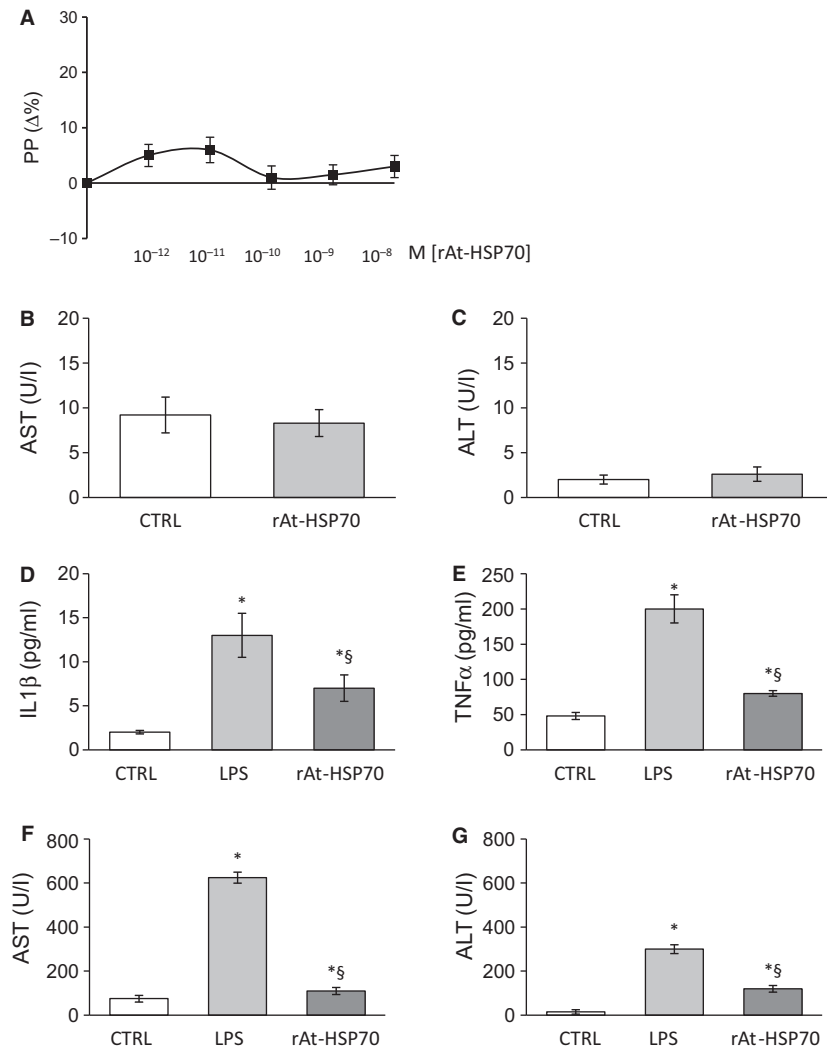 A
30
20
10
0
–10
PP (Δ%)
10⁻¹² 10⁻¹¹ 10⁻¹⁰ 10⁻⁹ 10⁻⁸ M [rAt-HSP70]
B
20
15
10
5
0
AST (U/l)
CTRL rAt-HSP70
C
20
15
10
5
0
ALT (U/l)
CTRL rAt-HSP70
D
20
15
10
5
0
IL1β (pg/ml)
*
*§
CTRL LPS rAt-HSP70
E
250
200
150
100
50
0
TNFα (pg/ml)
*
*§
CTRL LPS rAt-HSP70
F
800
600
400
200
0
AST (U/l)
*
*§
CTRL LPS rAt-HSP70
G
800
600
400
200
0
ALT (U/l)
*
*§
CTRL LPS rAt-HSP70